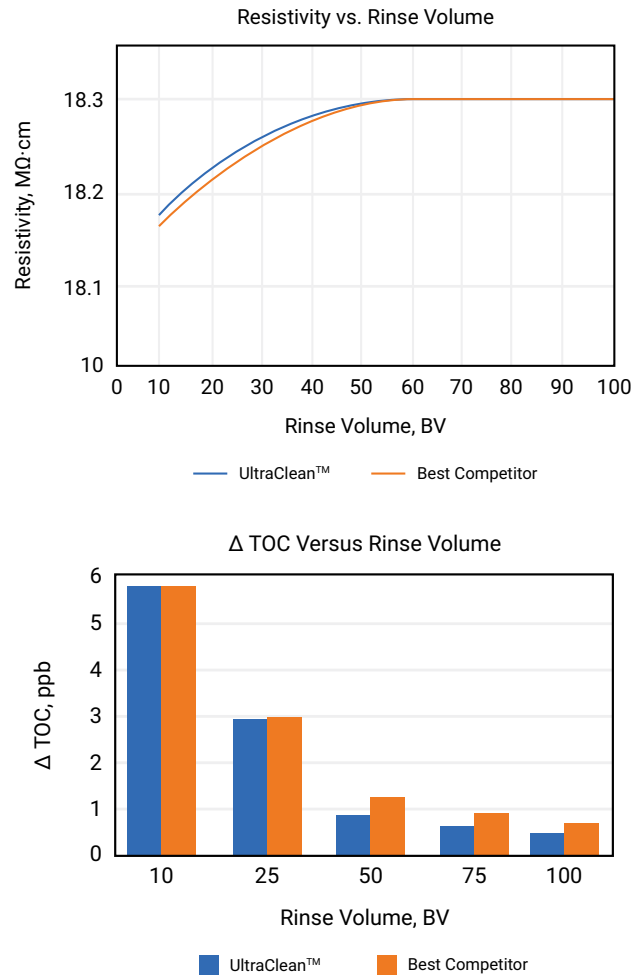 Resistivity vs. Rinse Volume
Resistivity, MΩ·cm
18.3
18.2
18.1
10
0 10 20 30 40 50 60 70 80 90 100
Rinse Volume, BV
UltraClean™ Best Competitor
Δ TOC Versus Rinse Volume
Δ TOC, ppb
6
5
4
3
2
1
0
10 25 50 75 100
Rinse Volume, BV
UltraClean™ Best Competitor